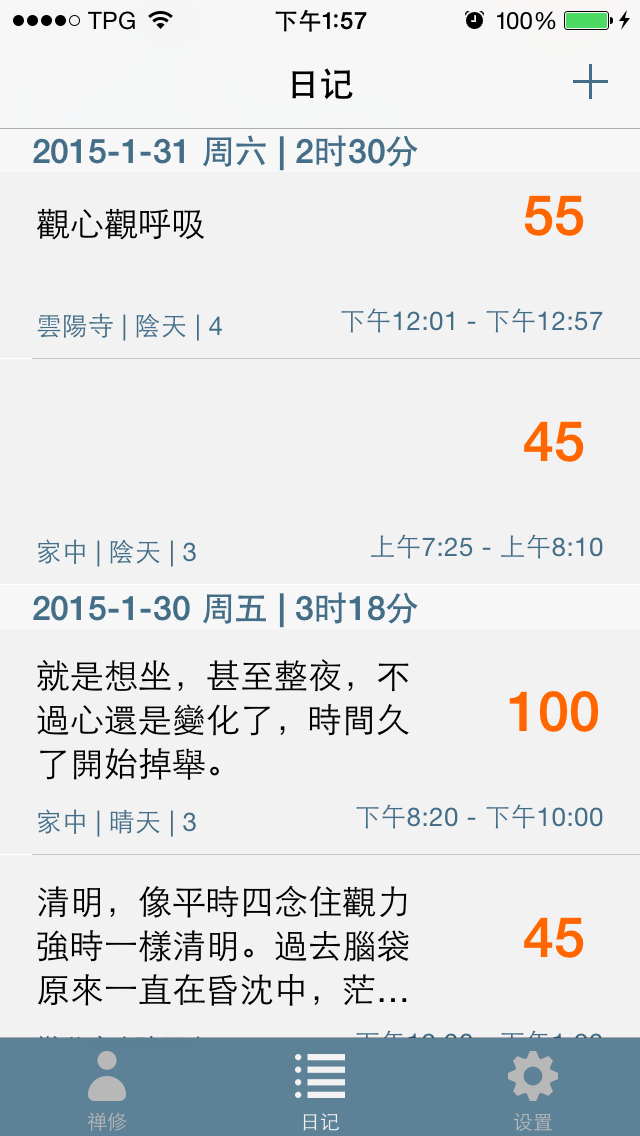 TPG 下午1:57 100%
日记
2015-1-31 周六 | 2时30分
觀心觀呼吸
55
雲陽寺 | 陰天 | 4
下午12:01 - 下午12:57
45
家中 | 陰天 | 3
上午7:25 - 上午8:10
2015-1-30 周五 | 3时18分
就是想坐，甚至整夜，不
過心還是變化了，時間久
了開始掉舉。
100
家中 | 晴天 | 3
下午8:20 - 下午10:00
清明，像平時四念住觀力
強時一樣清明。過去腦袋
原來一直在昏沈中，茫...
45
禅修 日记 设置